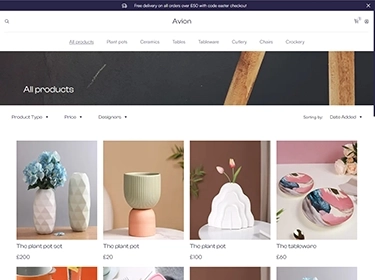 Free delivery on all orders over £50 with code easter checkout
Avion
All products Plant pots Ceramics Tables Tableware Cutlery Chairs Crockery
All products
Product Type Price Designers Sorting by: Date Added
The plant pot set The plant pot The plant pot The tableware
£200 £20 £100 £60